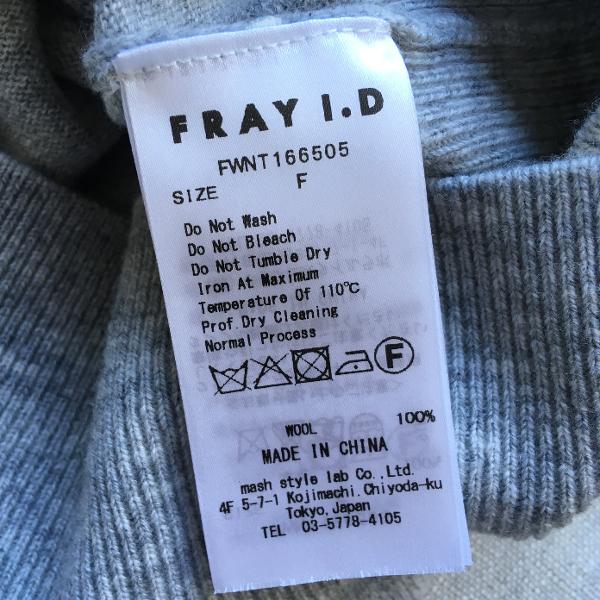 FRAY I.D
FWNT166505
SIZE F
Do Not Wash
Do Not Bleach
Do Not Tumble Dry
Iron At Maximum
Temperature Of 110℃
Prof.Dry Cleaning
Normal Process
F
WOOL 100%
MADE IN CHINA
mash style lab Co.,Ltd.
4F 5-7-1 Kojimachi.Chiyoda-ku
Tokyo,Japan
TEL 03-5778-4105